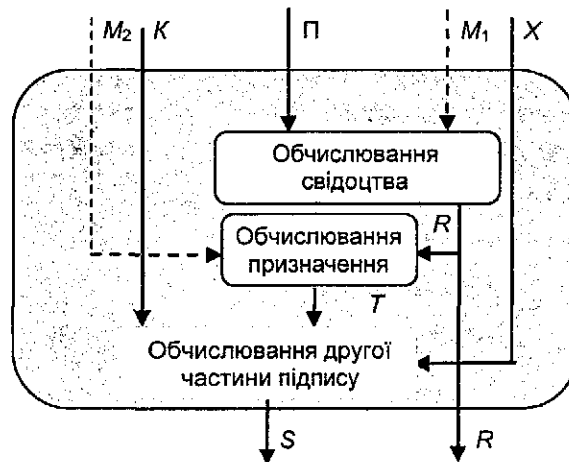 M₂ K П M₁ X
Обчислювання
свідоцтва
Обчислювання
призначення
R
T
Обчислювання другої
частини підпису
S R